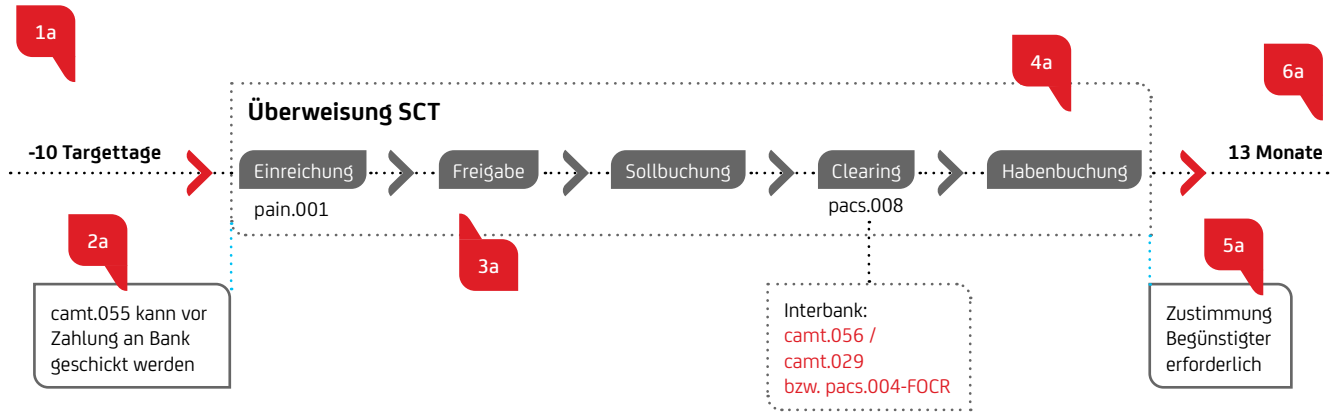 1a
4a
6a
Überweisung SCT
-10 Targettage
Einreichung
Freigabe
Sollbuchung
Clearing
Habenbuchung
13 Monate
pain.001
pacs.008
2a
3a
5a
camt.055 kann vor
Zahlung an Bank
geschickt werden
Interbank:
camt.056 /
camt.029
bzw. pacs.004-FOCR
Zustimmung
Begünstigter
erforderlich